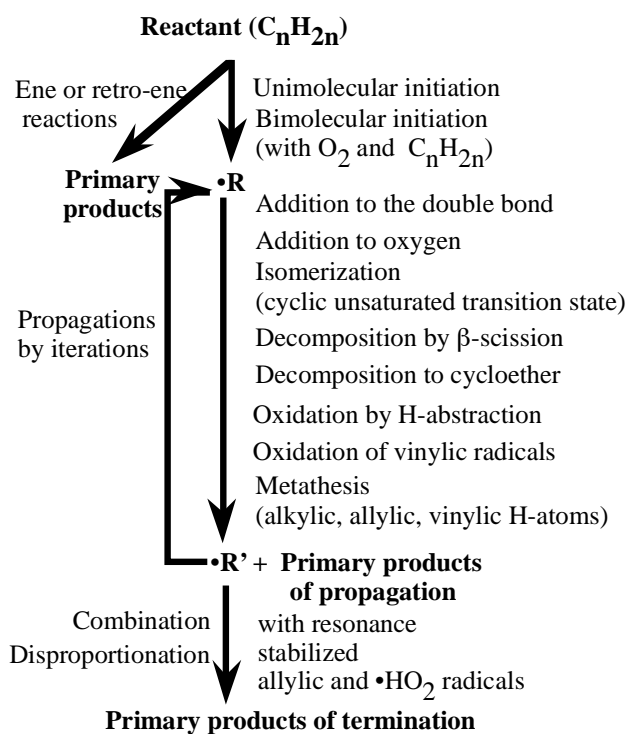 Reactant (CnH2n)
Ene or retro-ene
reactions
Unimolecular initiation
Bimolecular initiation
(with O2 and CnH2n)
Primary
products
•R
Addition to the double bond
Addition to oxygen
Isomerization
(cyclic unsaturated transition state)
Decomposition by β-scission
Decomposition to cycloether
Oxidation by H-abstraction
Oxidation of vinylic radicals
Metathesis
(alkylic, allylic, vinylic H-atoms)
Propagations
by iterations
•R’ + Primary products
of propagation
Combination
Disproportionation
with resonance
stabilized
allylic and •HO2 radicals
Primary products of termination